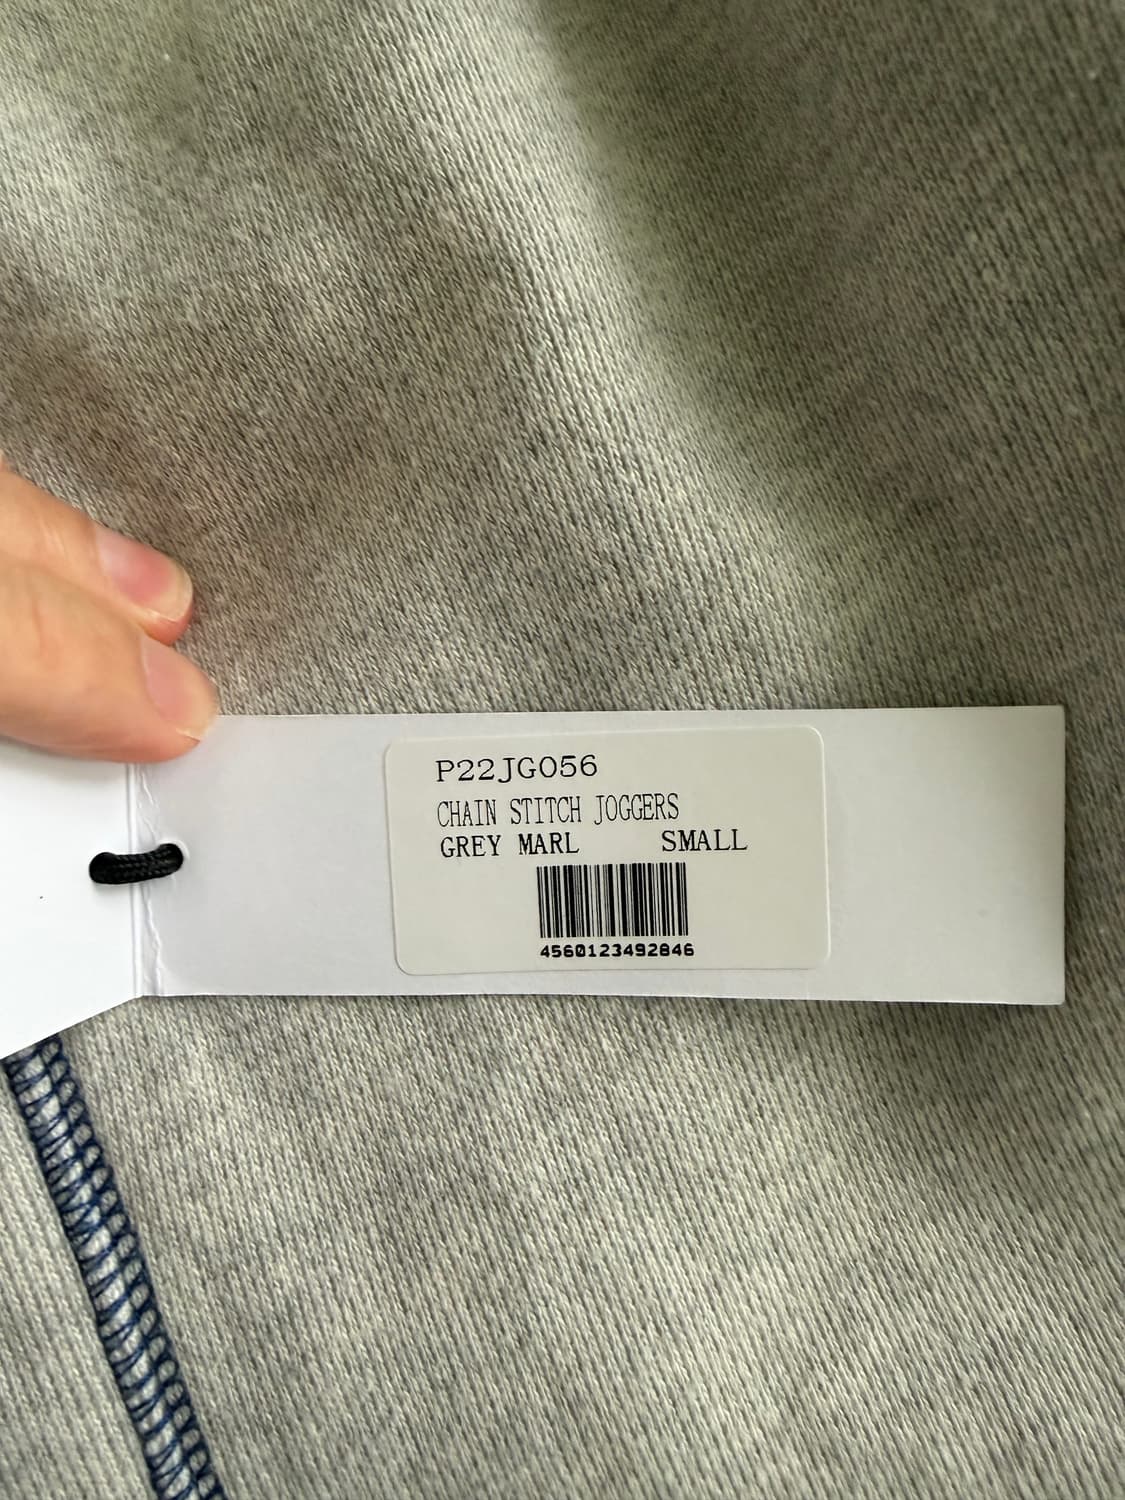 P22JG056
CHAIN STITCH JOGGERS
GREY MARL SMALL
4560123492846